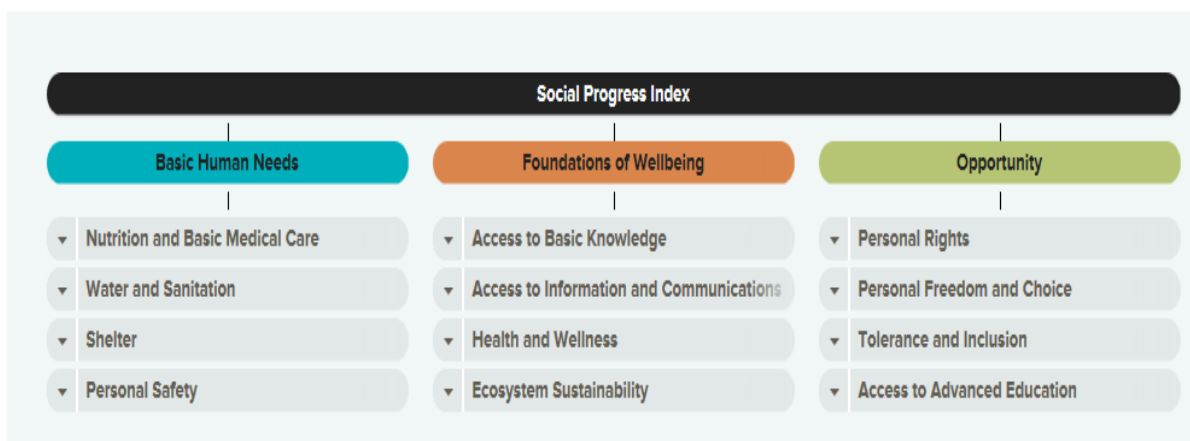 Social Progress Index
Basic Human Needs
Foundations of Wellbeing
Opportunity
Nutrition and Basic Medical Care
Access to Basic Knowledge
Personal Rights
Water and Sanitation
Access to Information and Communications
Personal Freedom and Choice
Shelter
Health and Wellness
Tolerance and Inclusion
Personal Safety
Ecosystem Sustainability
Access to Advanced Education